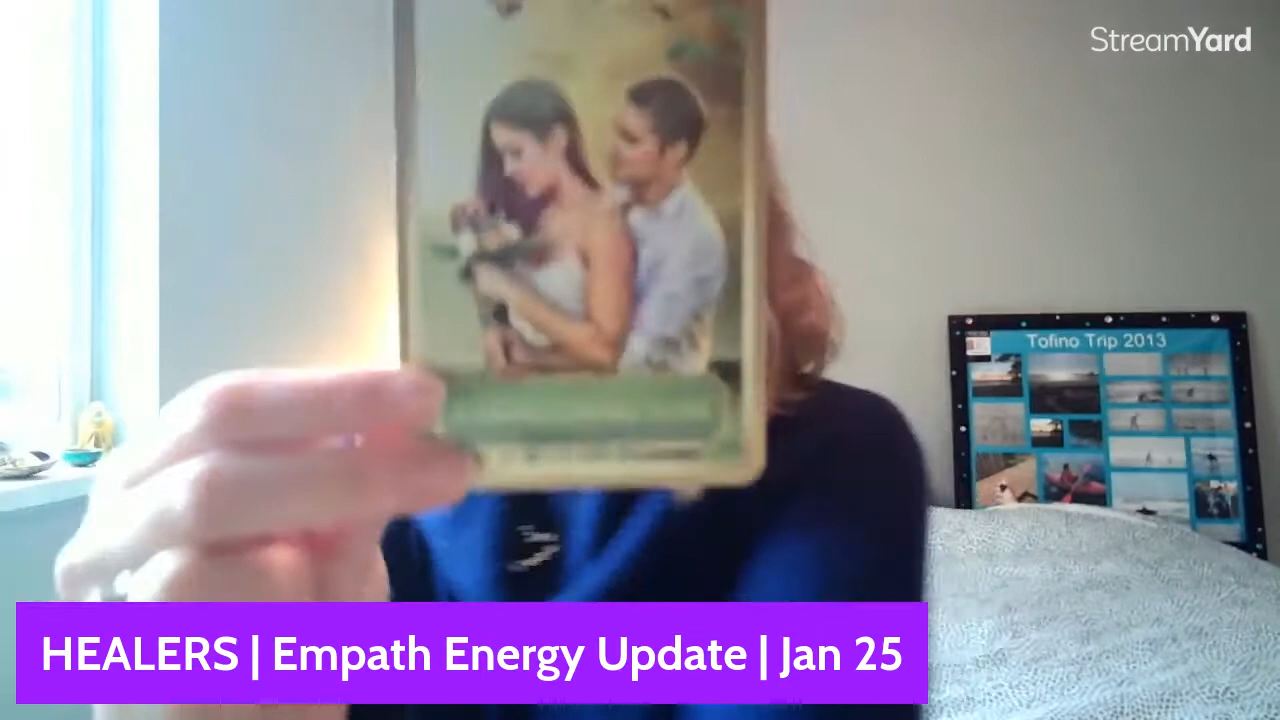 StreamYard
Tofino Trip 2013
HEALERS | Empath Energy Update | Jan 25